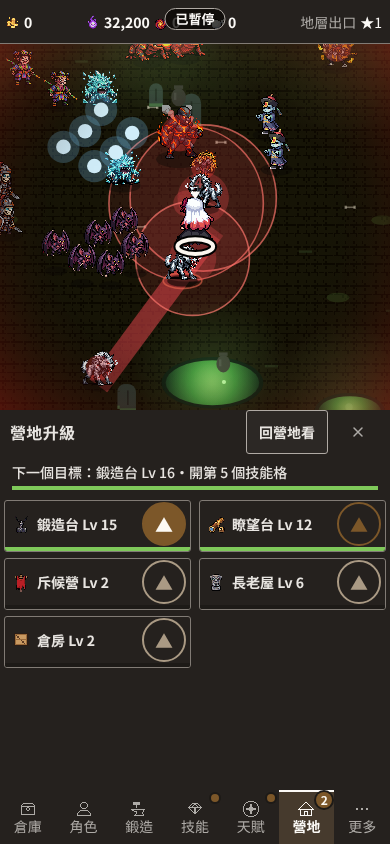 0 32,200 已暫停 0 地層出口 ★1
營地升級 回營地看 ×
下一個目標：鍛造台 Lv 16・開第 5 個技能格
鍛造台 Lv 15 瞭望台 Lv 12
斥候營 Lv 2 長老屋 Lv 6
倉房 Lv 2
2
倉庫 角色 鍛造 技能 天賦 營地 更多